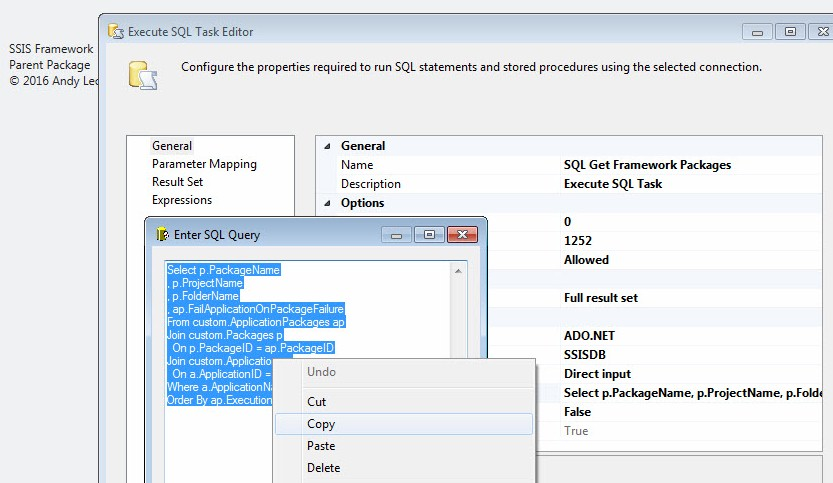 SSIS Framework
Parent Package
© 2016 Andy
Execute SQL Task Editor
Configure the properties required to run SQL statements and stored procedures using the selected connection.
General
Parameter Mapping
Result Set
Expressions
General
Name SQL Get Framework Packages
Description Execute SQL Task
Options
0
1252
Allowed
Full result set
ADO.NET
SSISDB
Direct input
Select p.PackageName, p.ProjectName, p.Folde
False
True
Enter SQL Query
Select p.PackageName
, p.ProjectName
, p.FolderName
, ap.FailApplicationOnPackageFailure
From custom.ApplicationPackages ap
Join custom.Packages p
On p.PackageID = ap.PackageID
Join custom.Applicatio
On a.ApplicationID =
Where a.ApplicationNa
Order By ap.Execution
Undo
Cut
Copy
Paste
Delete